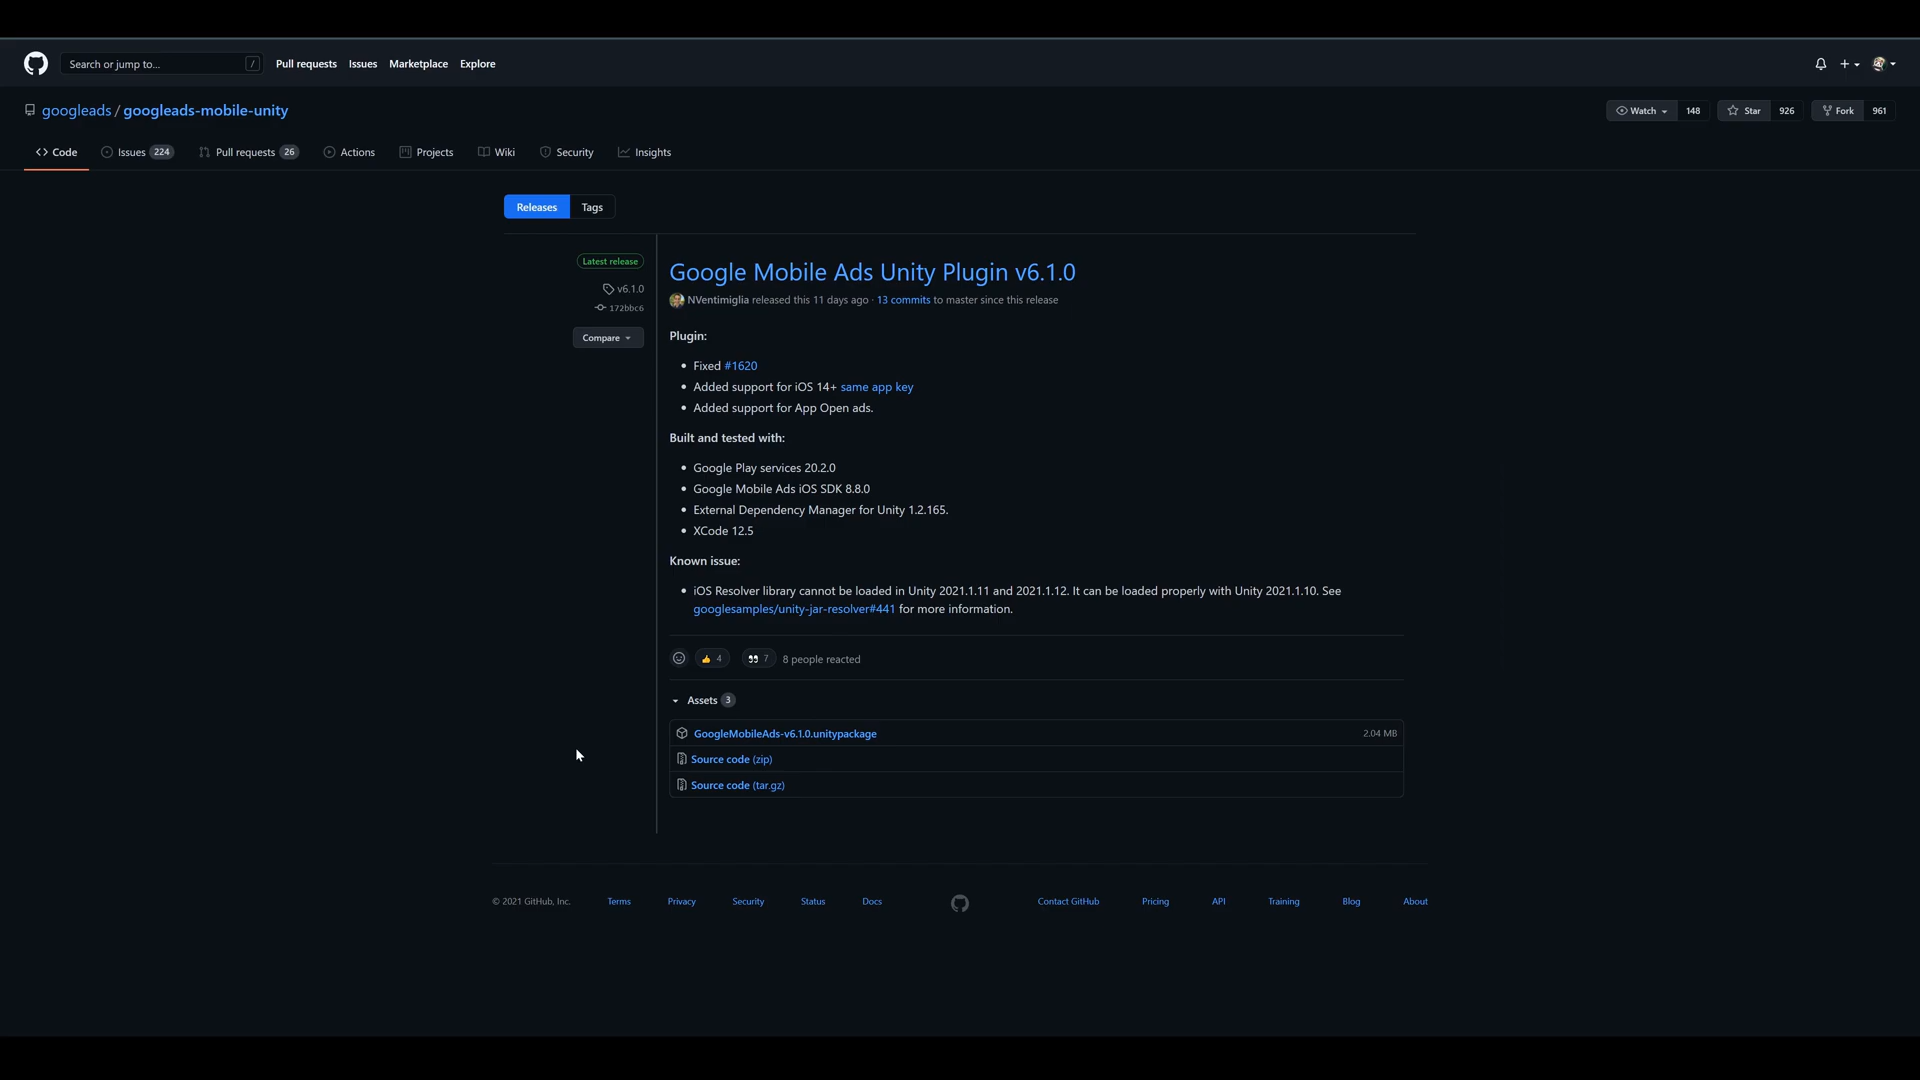 Search or jump to... /
Pull requests Issues Marketplace Explore
googleads / googleads-mobile-unity
Watch 148 Star 926 Fork 961
Code Issues 224 Pull requests 26 Actions Projects Wiki Security Insights
Releases Tags
Latest release
v6.1.0
172bbc6
Compare
Google Mobile Ads Unity Plugin v6.1.0
NVentimiglia released this 11 days ago · 13 commits to master since this release
Plugin:
• Fixed #1620
• Added support for iOS 14+ same app key
• Added support for App Open ads.
Built and tested with:
• Google Play services 20.2.0
• Google Mobile Ads iOS SDK 8.8.0
• External Dependency Manager for Unity 1.2.165.
• XCode 12.5
Known issue:
• iOS Resolver library cannot be loaded in Unity 2021.1.11 and 2021.1.12. It can be loaded properly with Unity 2021.1.10. See
googlesamples/unity-jar-resolver#441 for more information.
👍 4 👀 7 8 people reacted
Assets 3
GoogleMobileAds-v6.1.0.unitypackage 2.04 MB
Source code (zip)
Source code (tar.gz)
© 2021 GitHub, Inc. Terms Privacy Security Status Docs Contact GitHub Pricing API Training Blog About